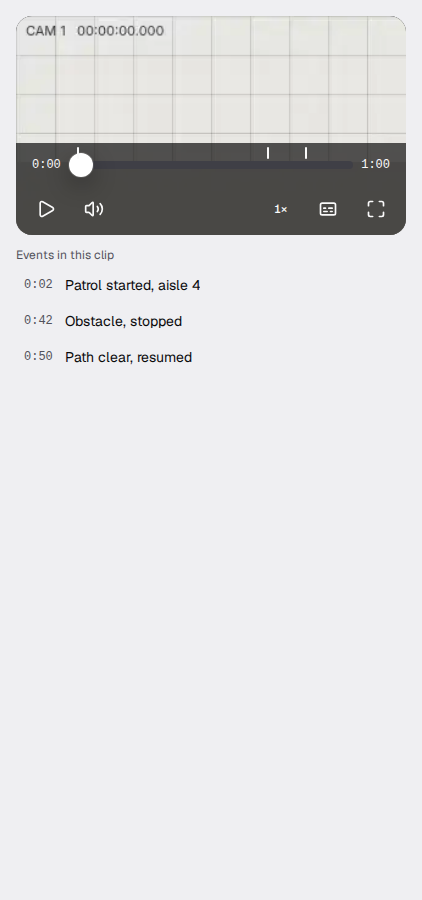 CAM 1 00:00:00.000
0:00 1:00
1×
Events in this clip
0:02 Patrol started, aisle 4
0:42 Obstacle, stopped
0:50 Path clear, resumed